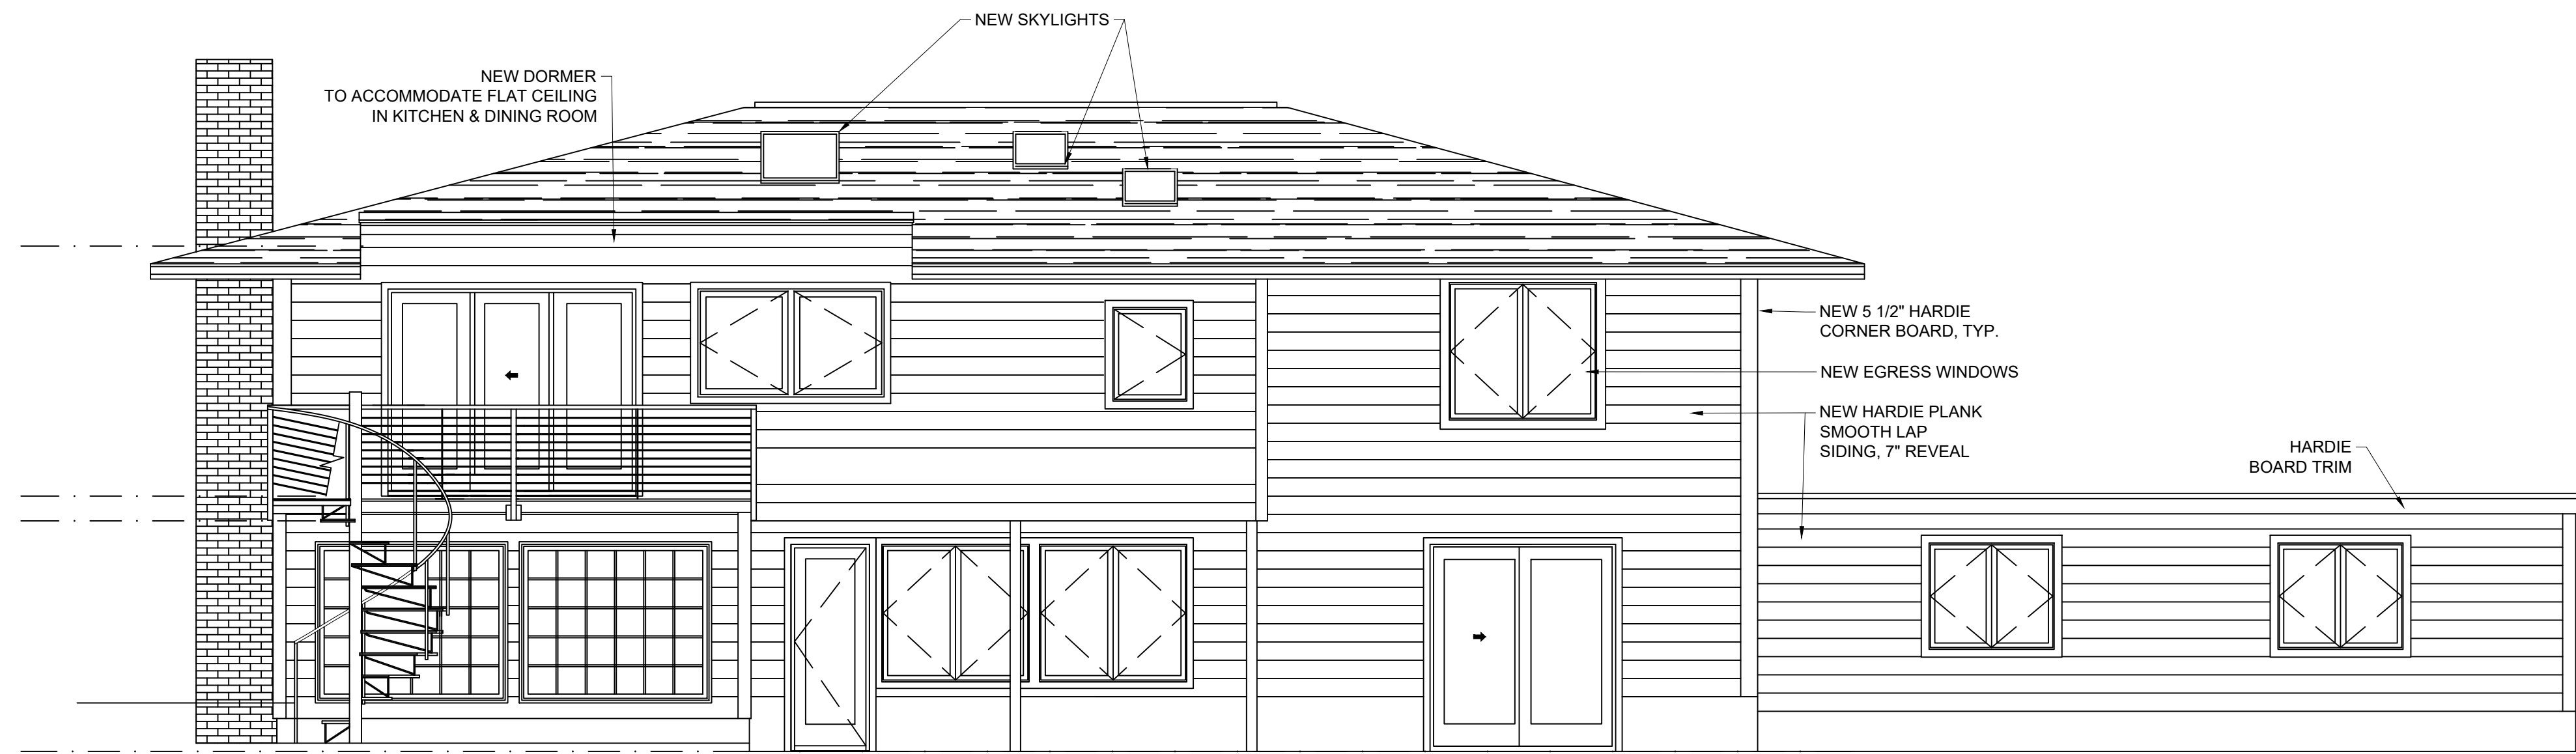 NEW SKYLIGHTS
NEW DORMER
TO ACCOMMODATE FLAT CEILING
IN KITCHEN & DINING ROOM
NEW 5 1/2" HARDIE
CORNER BOARD, TYP.
NEW EGRESS WINDOWS
NEW HARDIE PLANK
SMOOTH LAP
SIDING, 7" REVEAL
HARDIE
BOARD TRIM